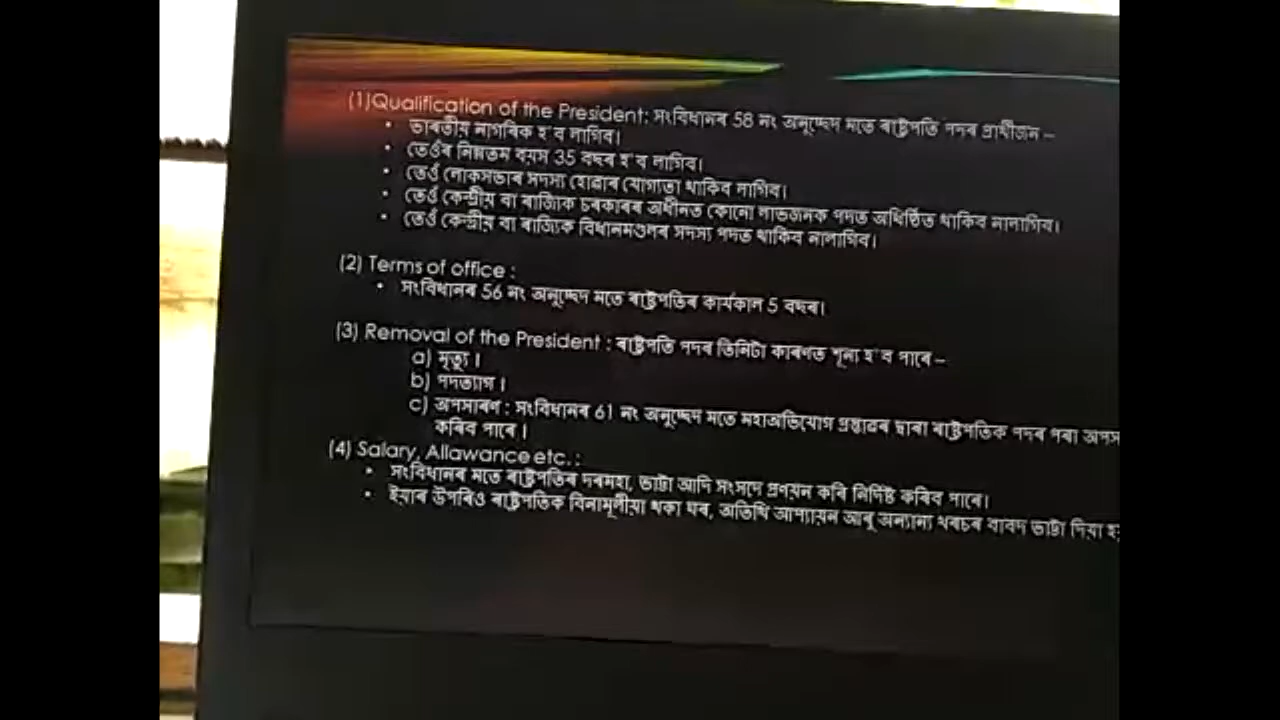 (1)Qualification of the President: সংবিধানৰ 58 নং অনুচ্ছেদ মতে ৰাষ্ট্ৰপতি পদৰ প্ৰাৰ্থীজন –
• ভাৰতীয় নাগৰিক হ'ব লাগিব।
• তেওঁৰ নিম্নতম বয়স 35 বছৰ হ'ব লাগিব।
• তেওঁ লোকসভাৰ সদস্য হোৱাৰ যোগ্যতা থাকিব লাগিব।
• তেওঁ কেন্দ্ৰীয় বা ৰাজ্যিক চৰকাৰৰ অধীনত কোনো লাভজনক পদত অধিষ্ঠিত থাকিব নালাগিব।
• তেওঁ কেন্দ্ৰীয় বা ৰাজ্যিক বিধানমণ্ডলৰ সদস্য পদত থাকিব নালাগিব।
(2) Terms of office :
• সংবিধানৰ 56 নং অনুচ্ছেদ মতে ৰাষ্ট্ৰপতিৰ কাৰ্যকাল 5 বছৰ।
(3) Removal of the President : ৰাষ্ট্ৰপতি পদৰ তিনিটা কাৰণত শূন্য হ'ব পাৰে –
a) মৃত্যু ।
b) পদত্যাগ ।
c) অপসাৰণ : সংবিধানৰ 61 নং অনুচ্ছেদ মতে মহাঅভিযোগ প্ৰস্তাৱৰ দ্বাৰা ৰাষ্ট্ৰপতিক পদৰ পৰা অপস
কৰিব পাৰে ।
(4) Salary, Allawance etc. :
• সংবিধানৰ মতে ৰাষ্ট্ৰপতিৰ দৰমহা, ভাট্টা আদি সংসদে প্ৰণয়ন কৰি নিৰ্দিষ্ট কৰিব পাৰে।
• ইয়াৰ উপৰিও ৰাষ্ট্ৰপতিক বিনামূলীয়া থকা ঘৰ, অতিথি আপ্যায়ন আৰু অন্যান্য খৰচৰ বাবদ ভাট্টা দিয়া হ